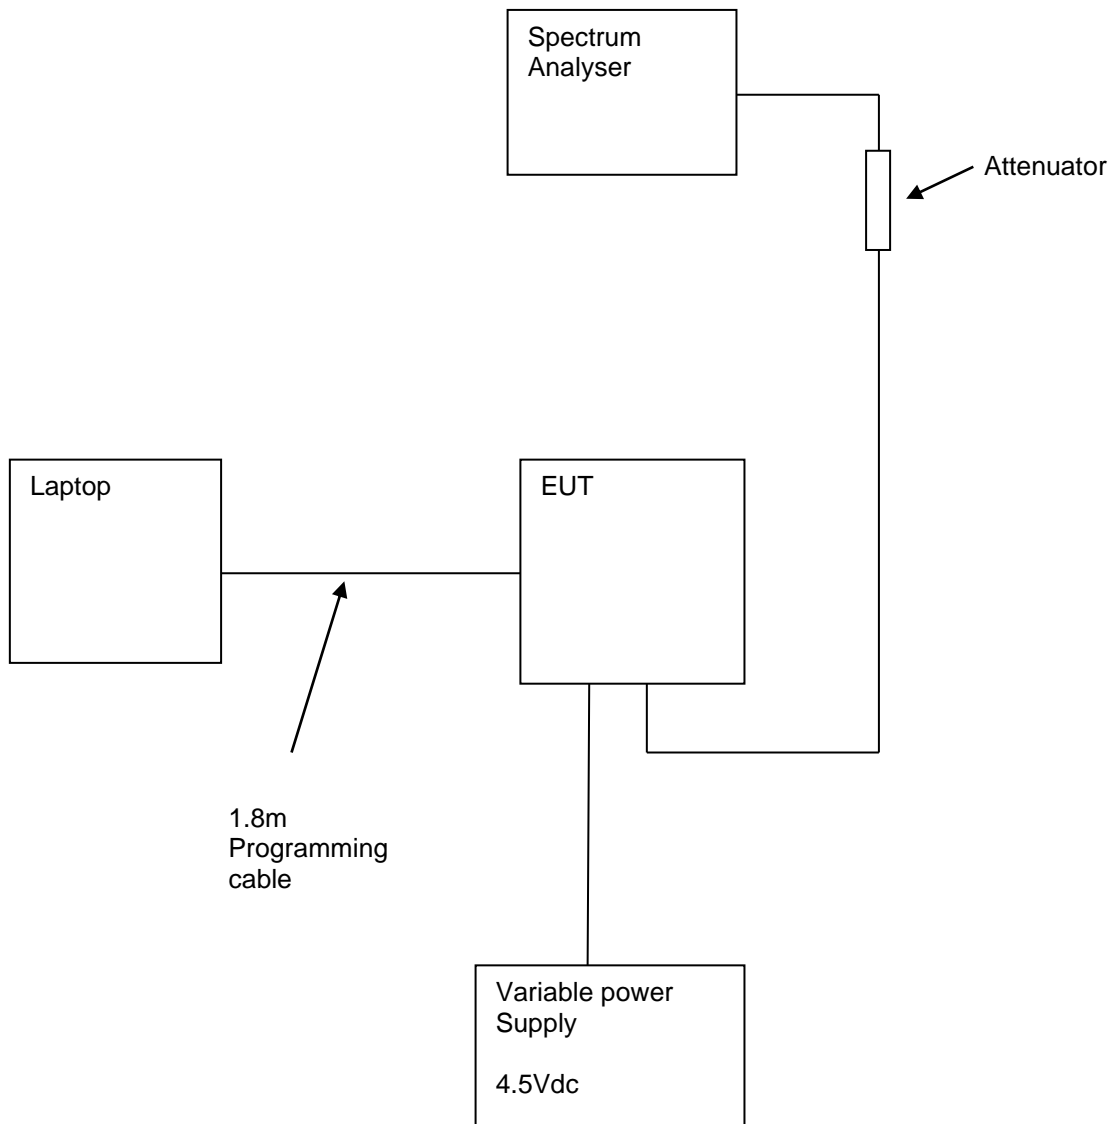 Spectrum
Analyser
Attenuator
Laptop
EUT
1.8m
Programming
cable
Variable power
Supply
4.5Vdc